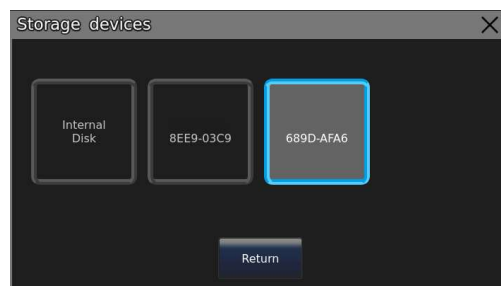 Storage devices
Internal
Disk
8EE9-03C9
689D-AFA6
Return